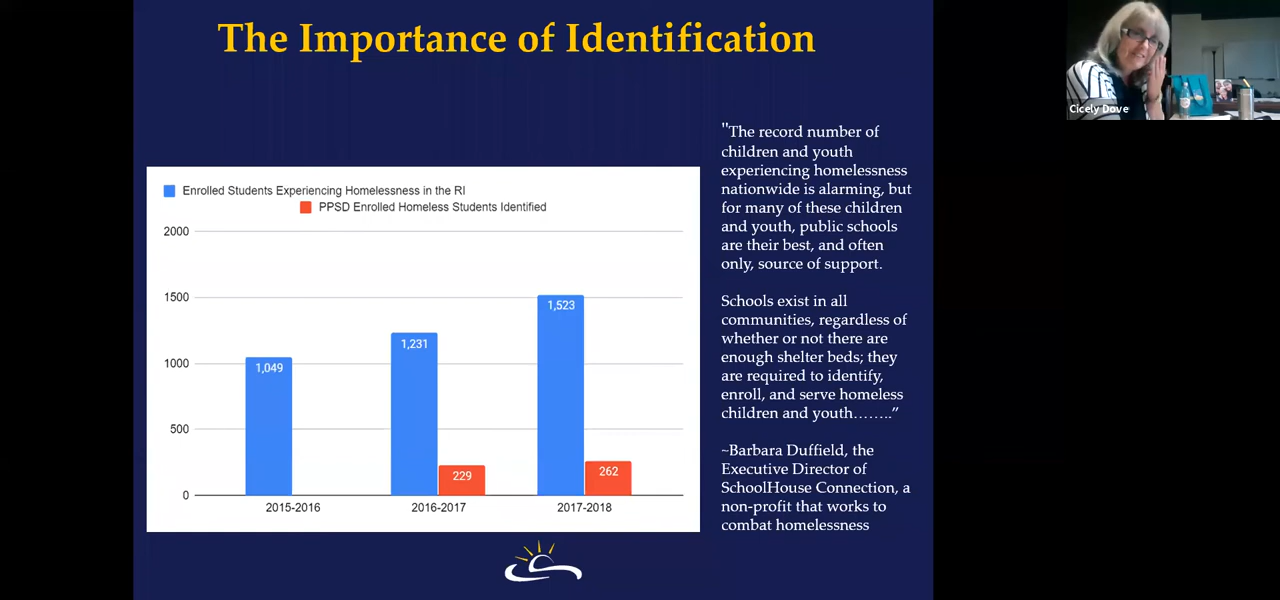 The Importance of Identification
Cicely Dove
Enrolled Students Experiencing Homelessness in the RI
PPSD Enrolled Homeless Students Identified
2000
1500
1000
500
0
1,049
1,231
229
1,523
262
2015-2016
2016-2017
2017-2018
"The record number of
children and youth
experiencing homelessness
nationwide is alarming, but
for many of these children
and youth, public schools
are their best, and often
only, source of support.
Schools exist in all
communities, regardless of
whether or not there are
enough shelter beds; they
are required to identify,
enroll, and serve homeless
children and youth……..”
~Barbara Duffield, the
Executive Director of
SchoolHouse Connection, a
non-profit that works to
combat homelessness